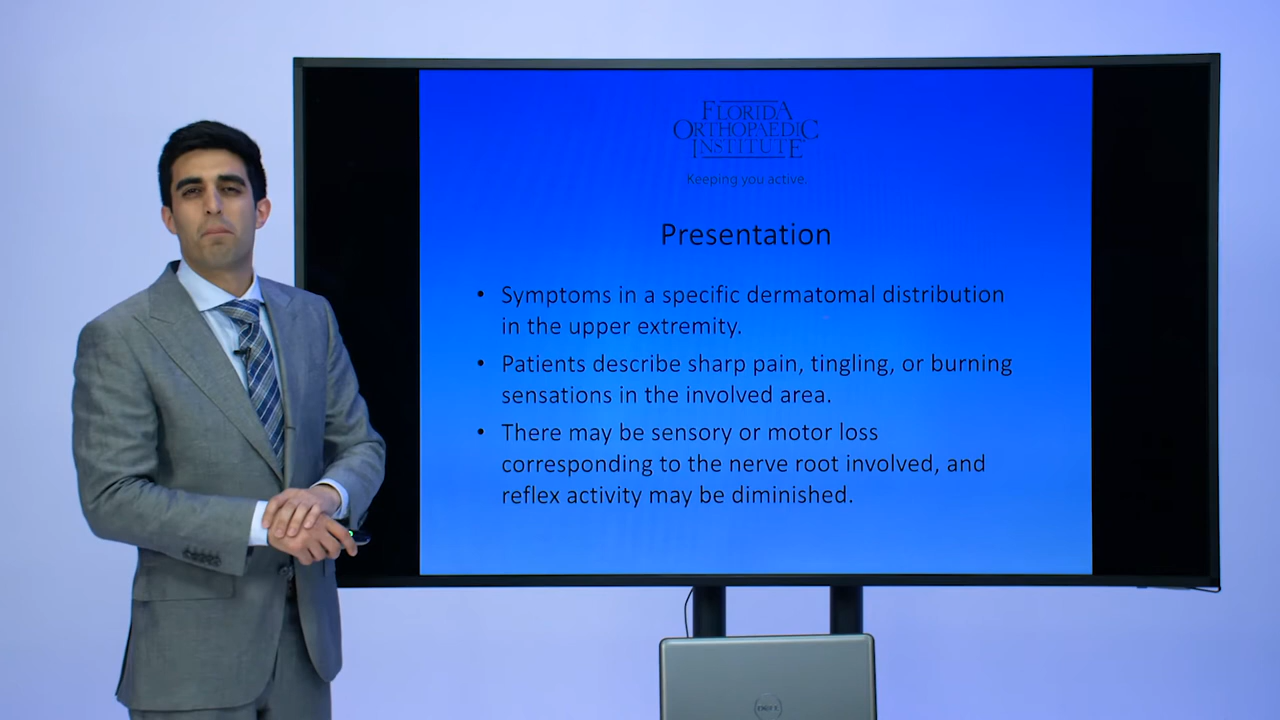 FLORIDA
ORTHOPAEDIC
INSTITUTE
Keeping you active.
Presentation
• Symptoms in a specific dermatomal distribution
in the upper extremity.
• Patients describe sharp pain, tingling, or burning
sensations in the involved area.
• There may be sensory or motor loss
corresponding to the nerve root involved, and
reflex activity may be diminished.
DELL